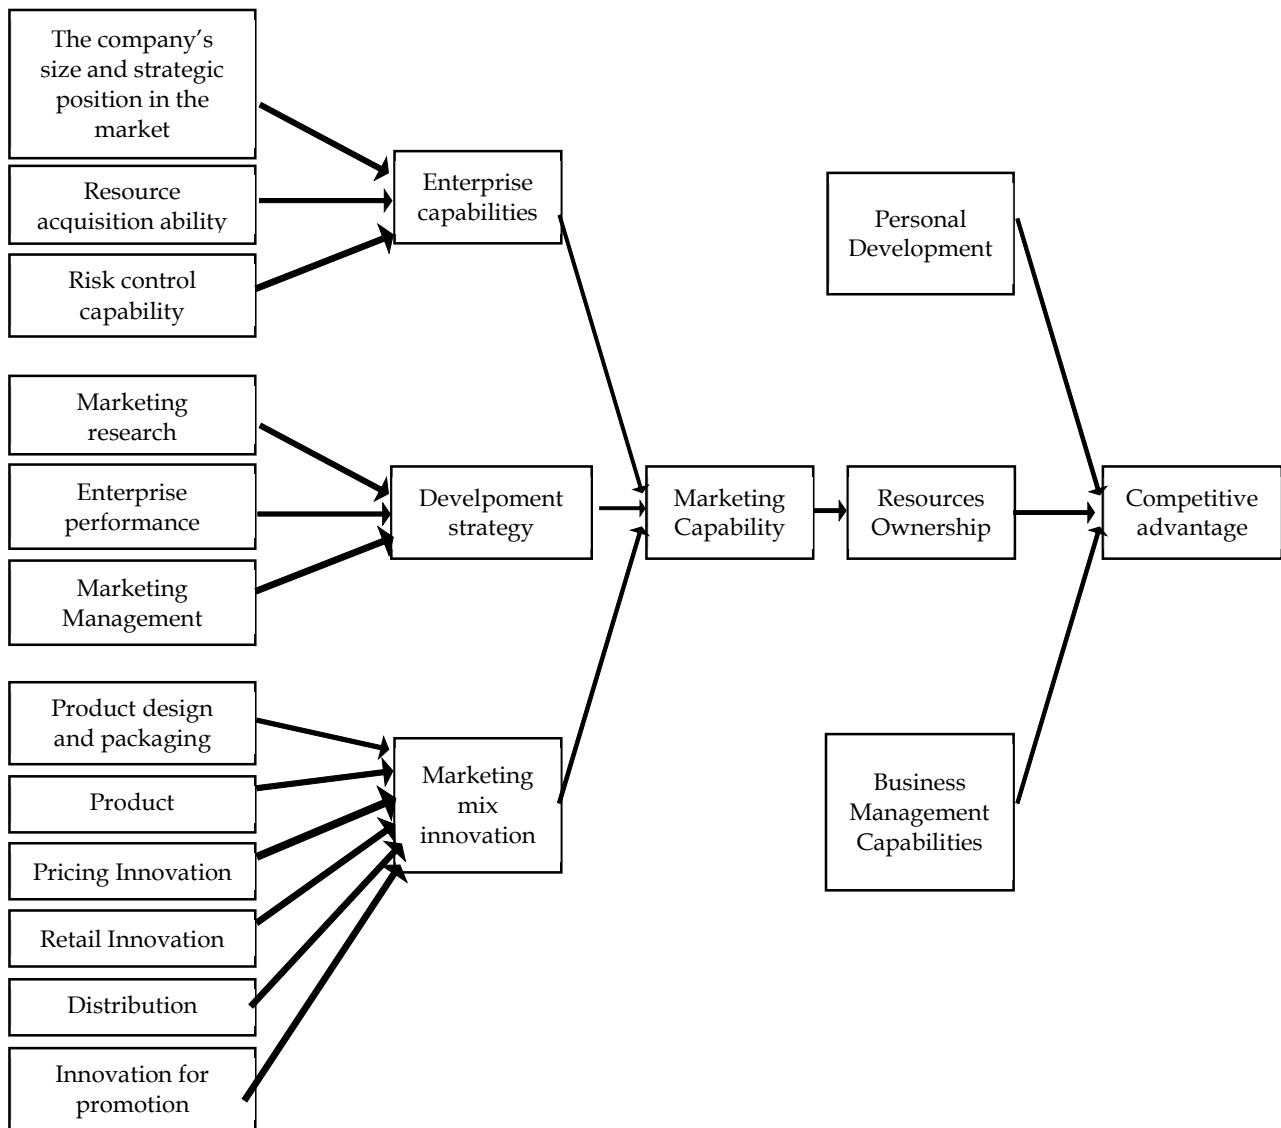 The company’s
size and strategic
position in the
market
Resource
acquisition ability
Risk control
capability
Enterprise
capabilities
Personal
Development
Marketing
research
Enterprise
performance
Marketing
Management
Develpoment
strategy
Marketing
Capability
Resources
Ownership
Competitive
advantage
Product design
and packaging
Product
Pricing Innovation
Retail Innovation
Distribution
Innovation for
promotion
Marketing
mix
innovation
Business
Management
Capabilities